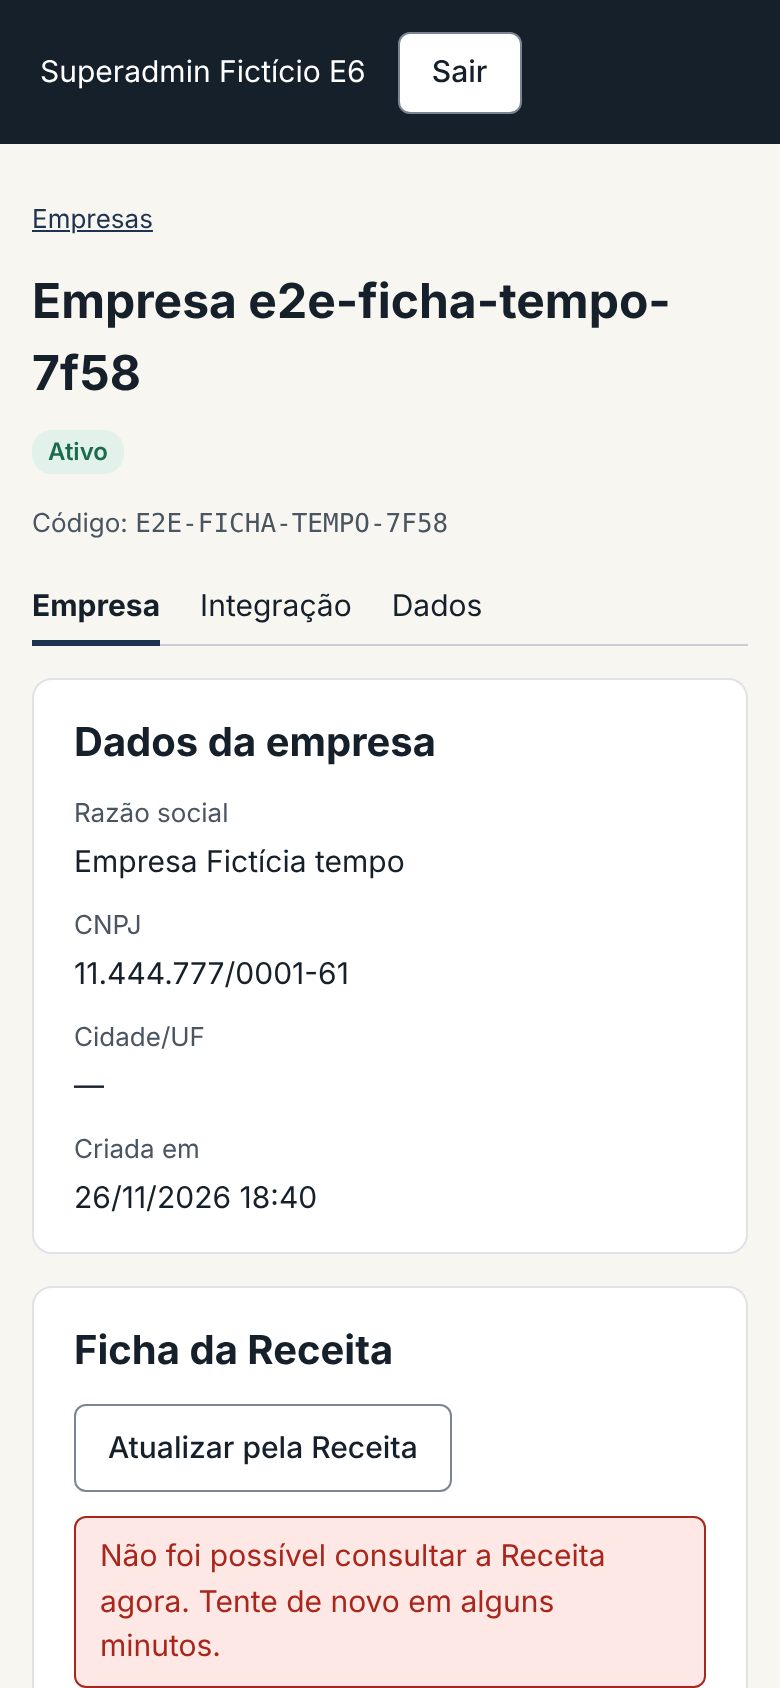 Superadmin Fictício E6
Sair
Empresas
Empresa e2e-ficha-tempo-
7f58
Ativo
Código: E2E-FICHA-TEMPO-7F58
Empresa Integração Dados
Dados da empresa
Razão social
Empresa Fictícia tempo
CNPJ
11.444.777/0001-61
Cidade/UF
—
Criada em
26/11/2026 18:40
Ficha da Receita
Atualizar pela Receita
Não foi possível consultar a Receita
agora. Tente de novo em alguns
minutos.